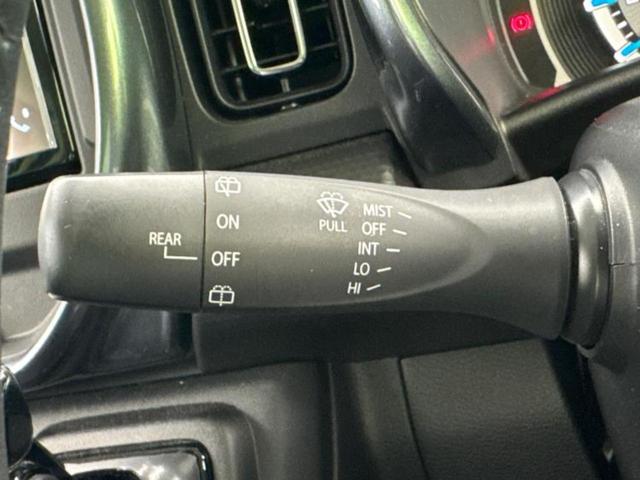 REAR
ON
OFF
PULL
MIST
OFF
INT
LO
HI